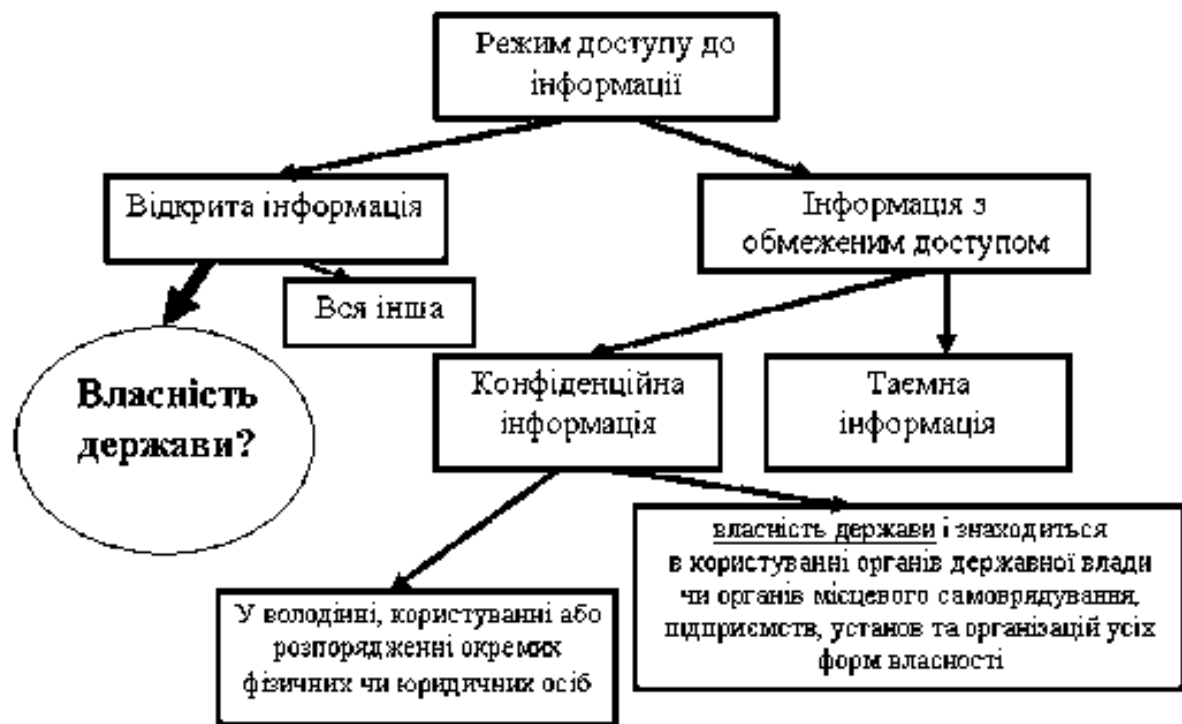 Режим доступу до
інформації
Відкрита інформація
Інформація з
обмеженим доступом
Вся інша
Власність
держави?
Конфіденційна
інформація
Таємна
інформація
У володінні, користуванні або
розпорядженні окремих
фізичних чи юридичних осіб
власність держави і знаходиться
в користуванні органів державної влади
чи органів місцевого самоврядування,
підприємств, установ та організацій усіх
форм власності